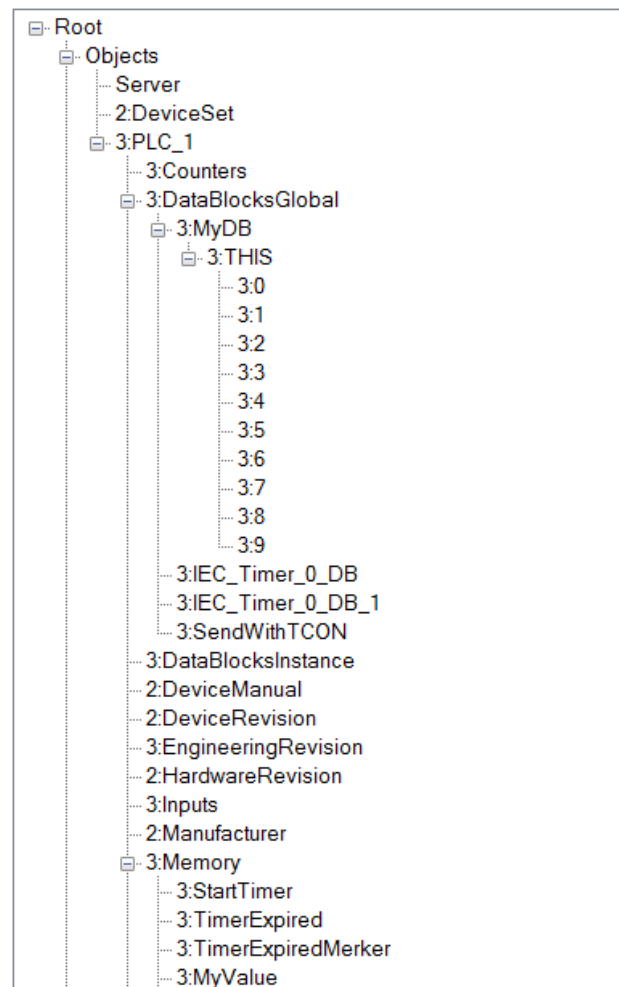 Root
Objects
Server
2:DeviceSet
3:PLC_1
3:Counters
3:DataBlocksGlobal
3:MyDB
3:THIS
3:0
3:1
3:2
3:3
3:4
3:5
3:6
3:7
3:8
3:9
3:IEC_Timer_0_DB
3:IEC_Timer_0_DB_1
3:SendWithTCON
3:DataBlocksInstance
2:DeviceManual
2:DeviceRevision
3:EngineeringRevision
2:HardwareRevision
3:Inputs
2:Manufacturer
3:Memory
3:StartTimer
3:TimerExpired
3:TimerExpiredMerker
3:MyValue